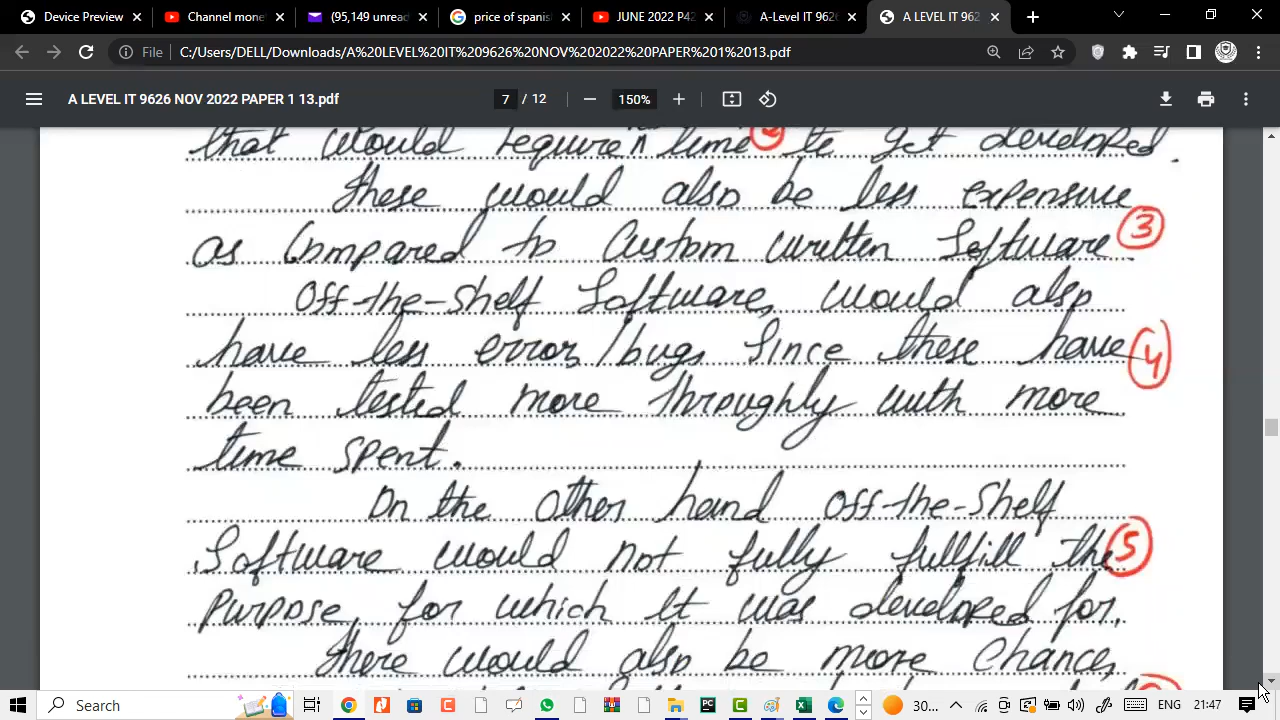 Device Preview
Channel mone
(95,149 unread
price of spanis
JUNE 2022 P42
A-Level IT 9626
A LEVEL IT 962
File
C:/Users/DELL/Downloads/A%20LEVEL%20IT%209626%20NOV%202022%20PAPER%201%2013.pdf
A LEVEL IT 9626 NOV 2022 PAPER 1 13.pdf
7 / 12
150%
that would require time to get developed.
These would also be less expensive
as Compared to Custom written Software. 3
Off-the-shelf Software, would also
have less error/bugs Since these have 4
been tested more throughly with more
time spent.
On the other hand off-the-shelf
Software would not fully fullfill the 5
purpose for which it was developed for.
There would also be more chances
Search
30...
ENG
21:47